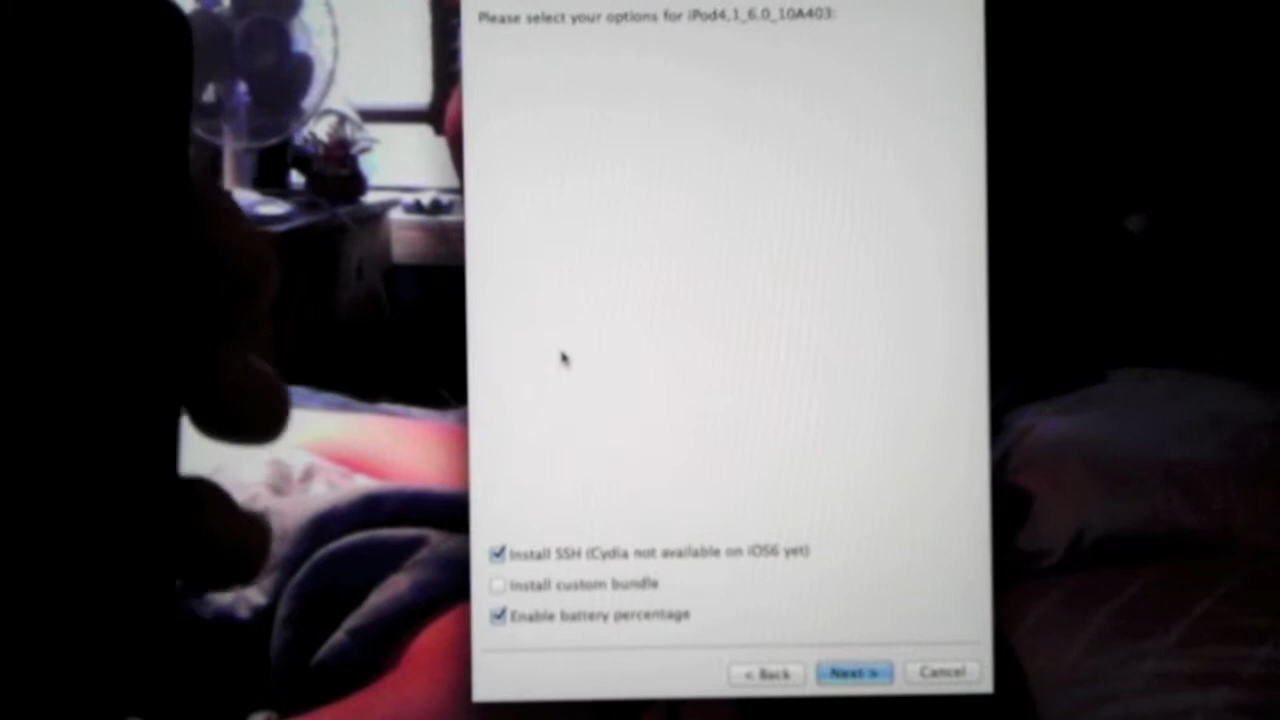 Please select your options for iPod4,1_6.0_10A403:
Install SSH (Cydia not available on iOS6 yet)
Install custom bundle
Enable battery percentage
< Back
Next >
Cancel